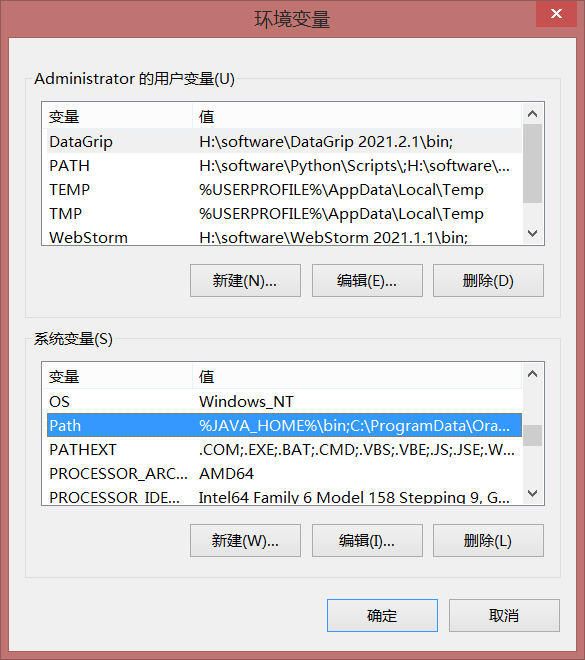 环境变量
Administrator 的用户变量(U)
变量 值
DataGrip H:\software\DataGrip 2021.2.1\bin;
PATH H:\software\Python\Scripts\;H:\software\...
TEMP %USERPROFILE%\AppData\Local\Temp
TMP %USERPROFILE%\AppData\Local\Temp
WebStorm H:\software\WebStorm 2021.1.1\bin;
新建(N)... 编辑(E)... 删除(D)
系统变量(S)
变量 值
OS Windows_NT
Path %JAVA_HOME%\bin;C:\ProgramData\Ora...
PATHEXT .COM;.EXE;.BAT;.CMD;.VBS;.VBE;.JS;.JSE;.W...
PROCESSOR_ARC... AMD64
PROCESSOR_IDE... Intel64 Family 6 Model 158 Stepping 9, G...
新建(W)... 编辑(I)... 删除(L)
确定 取消